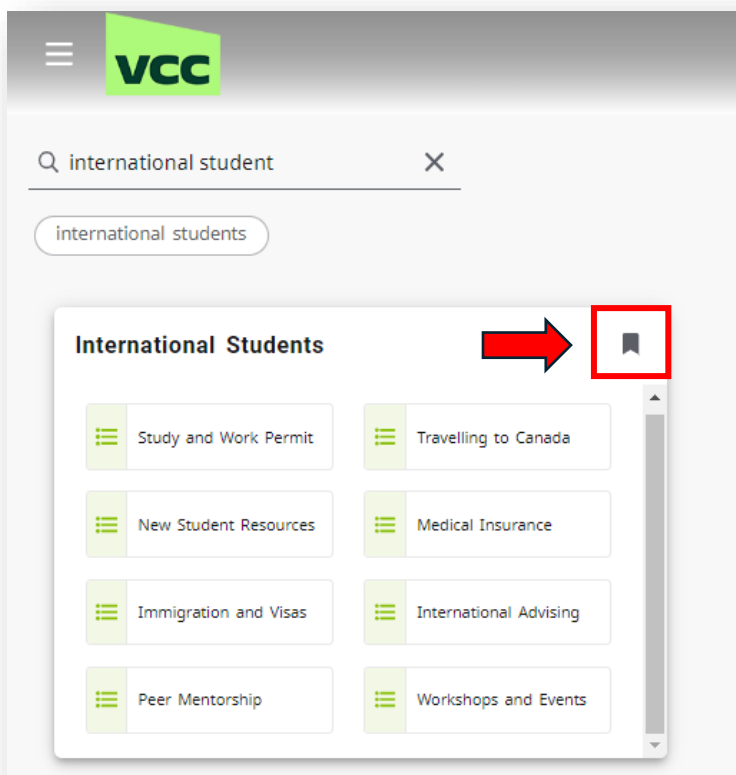 VCC
international student
international students
International Students
Study and Work Permit
Travelling to Canada
New Student Resources
Medical Insurance
Immigration and Visas
International Advising
Peer Mentorship
Workshops and Events